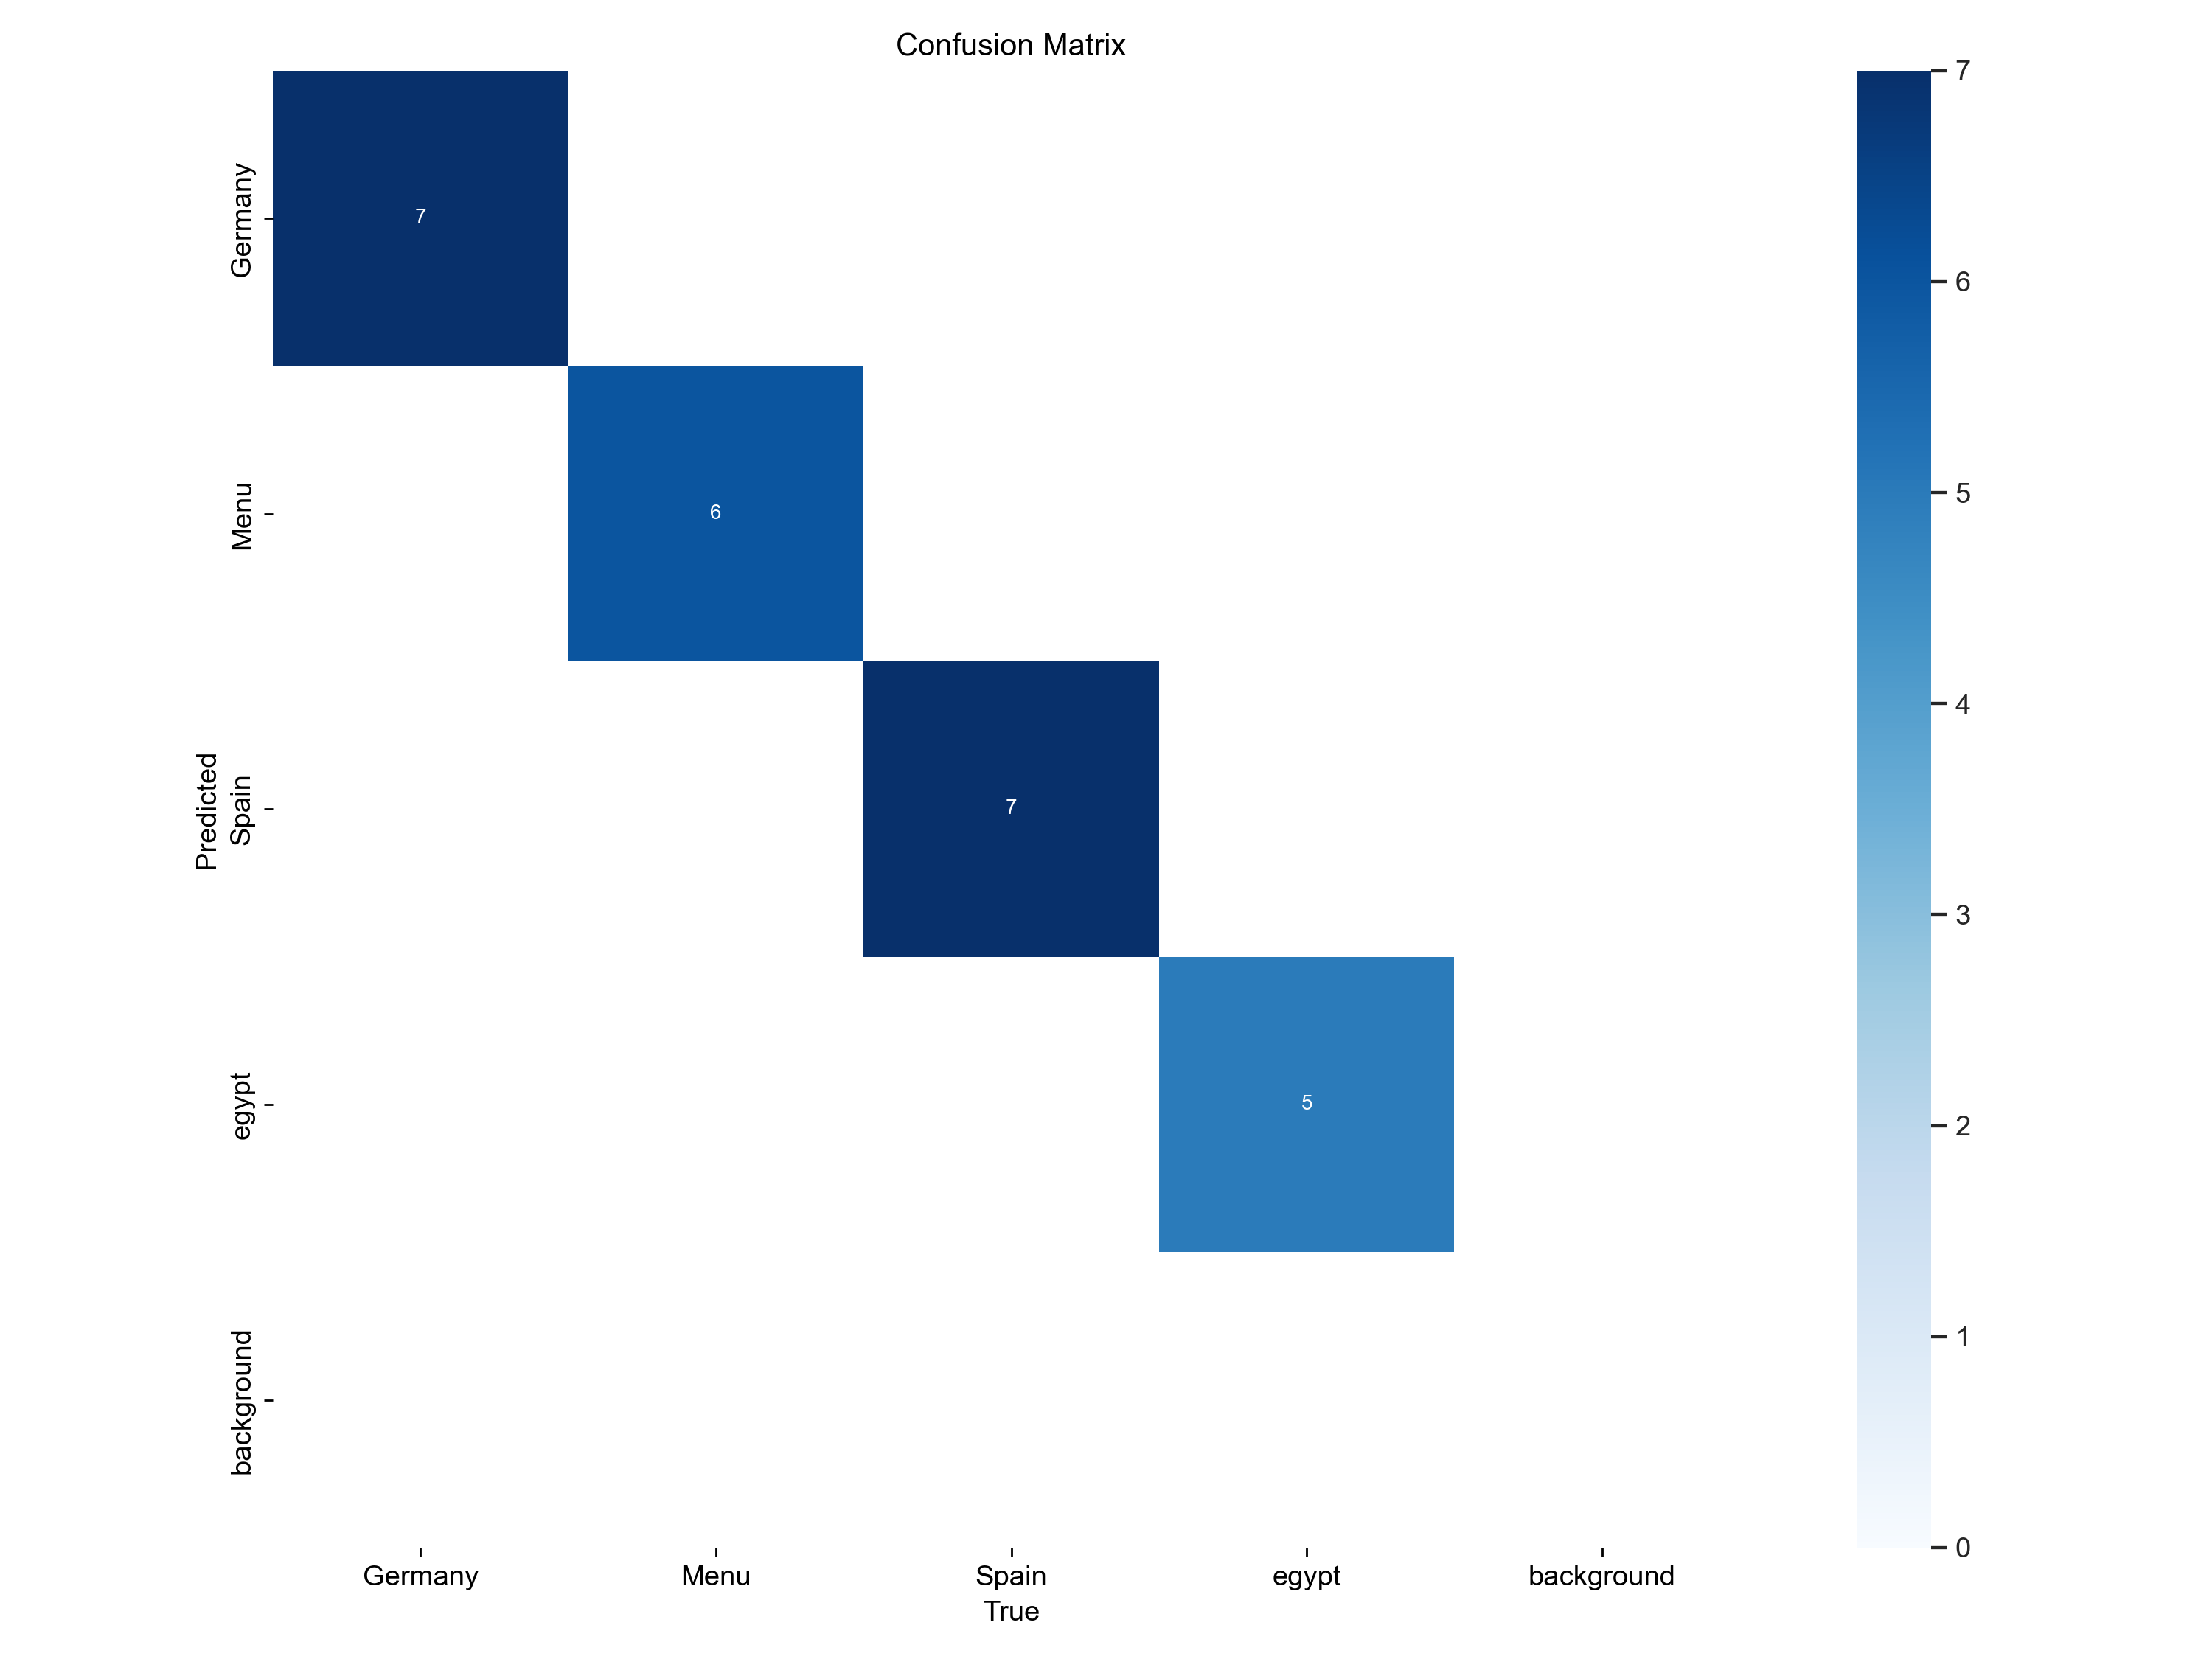 Confusion Matrix
Predicted
Germany
Menu
Spain
egypt
background
7
6
7
5
Germany Menu Spain egypt background
True
7
6
5
4
3
2
1
0